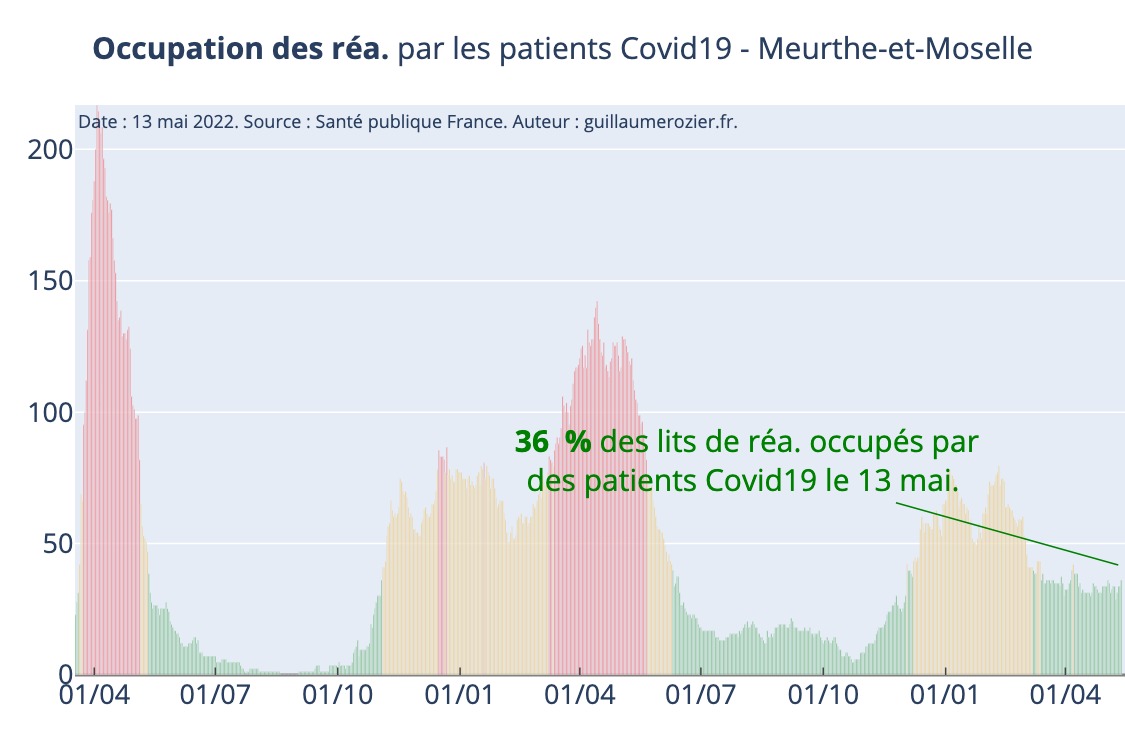 Occupation des réa. par les patients Covid19 - Meurthe-et-Moselle
Date : 13 mai 2022. Source : Santé publique France. Auteur : guillaumerozier.fr.
200
150
100
50
0
36 % des lits de réa. occupés par
des patients Covid19 le 13 mai.
01/04 01/07 01/10 01/01 01/04 01/07 01/10 01/01 01/04